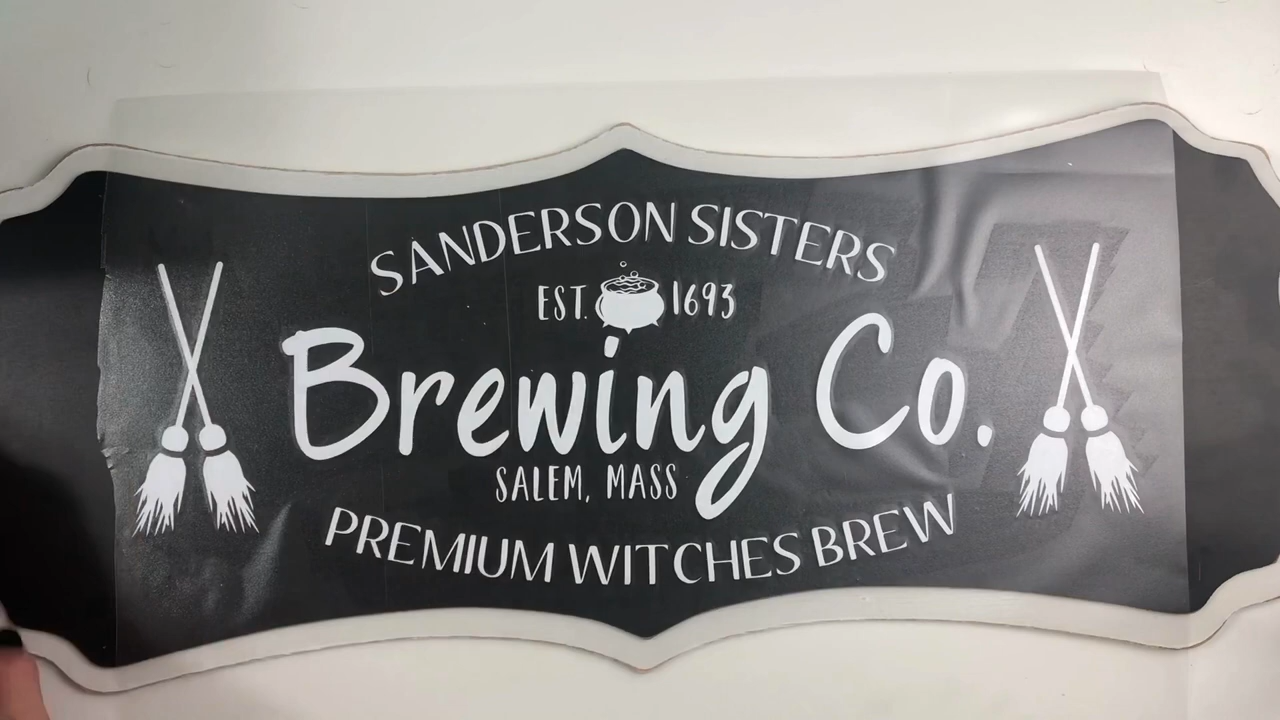 SANDERSON SISTERS
EST. 1693
Brewing Co.
SALEM, MASS
PREMIUM WITCHES BREW